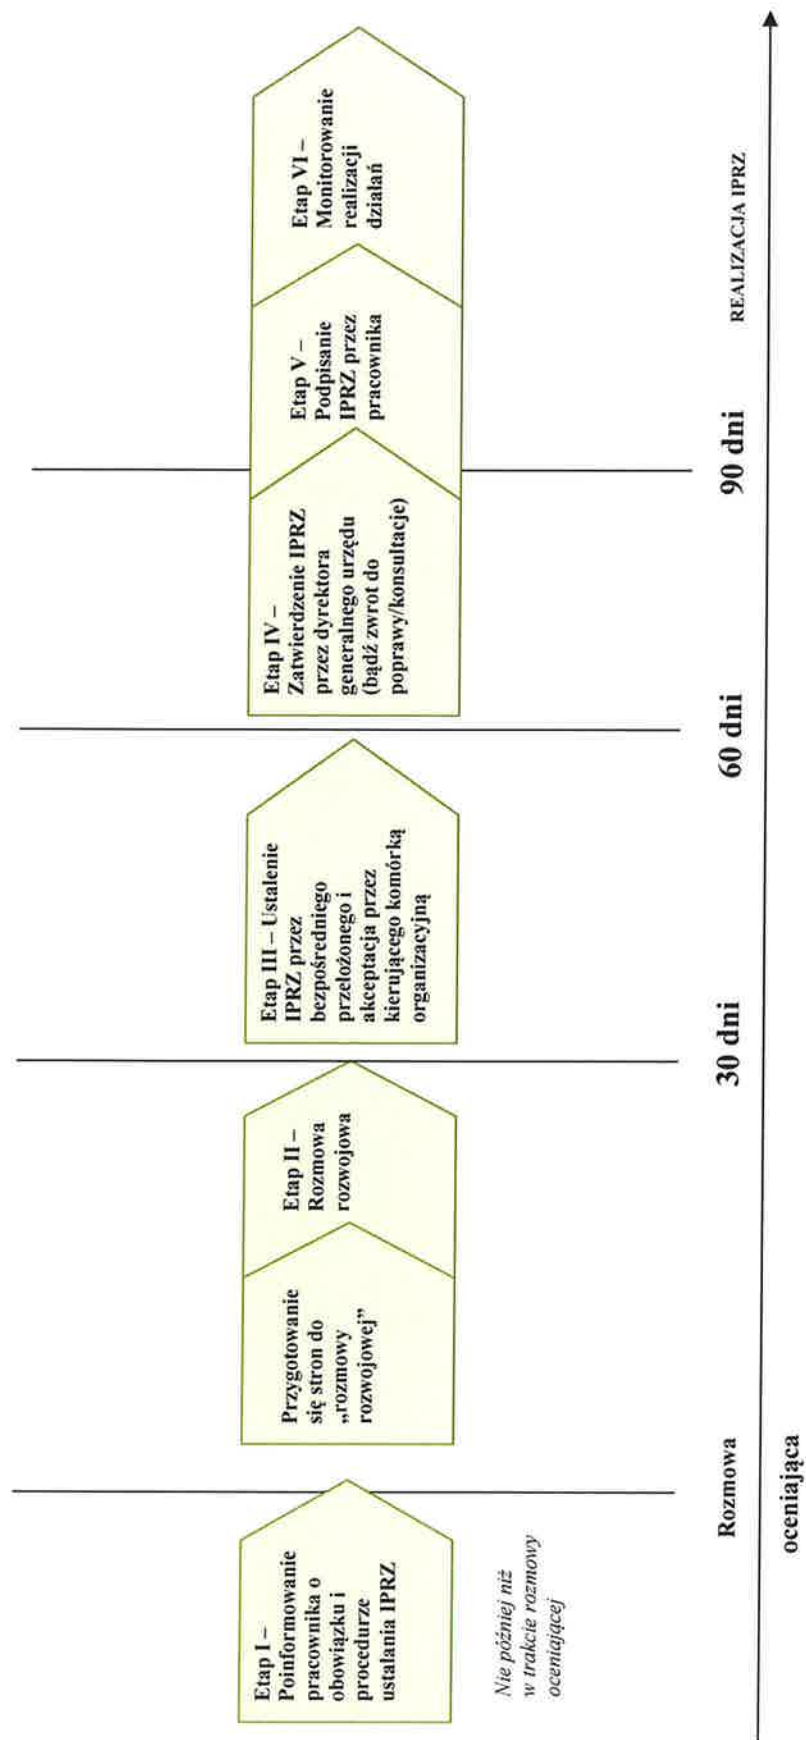 Etap I –
Poinformowanie
pracownika o
obowiązku i
procedurze
ustalania IPRZ
Nie później niż
w trakcie rozmowy
oceniającej
Przygotowanie
się stron do
„rozmowy
rozwojowej”
Etap II –
Rozmowa
rozwojowa
Etap III – Ustalenie
IPRZ przez
bezpośredniego
przełożonego i
akceptacja przez
kierującego komórką
organizacyjną
Etap IV –
Zatwierdzenie IPRZ
przez dyrektora
generalnego urzędu
(bądź zwrot do
poprawy/konsultacje)
Etap V –
Podpisanie
IPRZ przez
pracownika
Etap VI –
Monitorowanie
realizacji
działań
Rozmowa
oceniająca
30 dni
60 dni
90 dni
REALIZACJA IPRZ